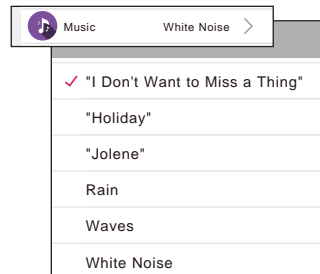 Music White Noise
"I Don't Want to Miss a Thing"
"Holiday"
"Jolene"
Rain
Waves
White Noise